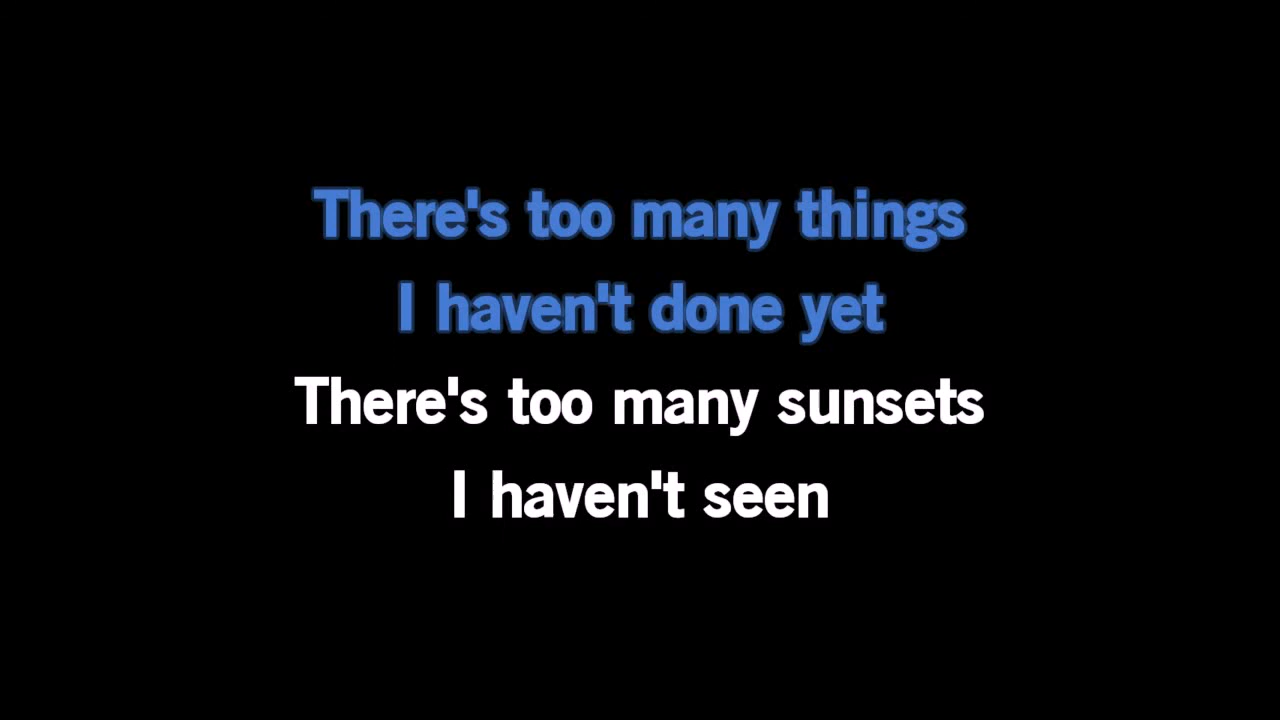 There's too many things
I haven't done yet
There's too many sunsets
I haven't seen